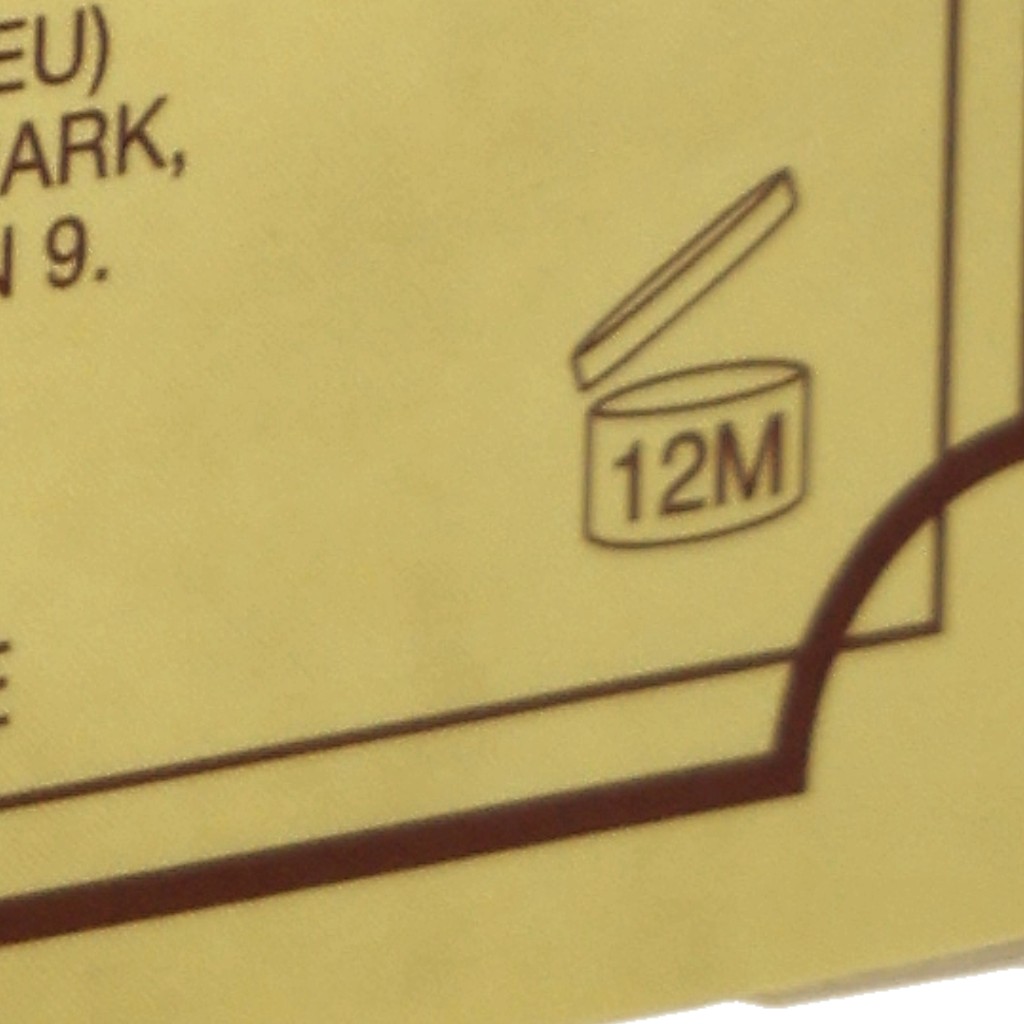 EU)
ARK,
N 9.
12M
E